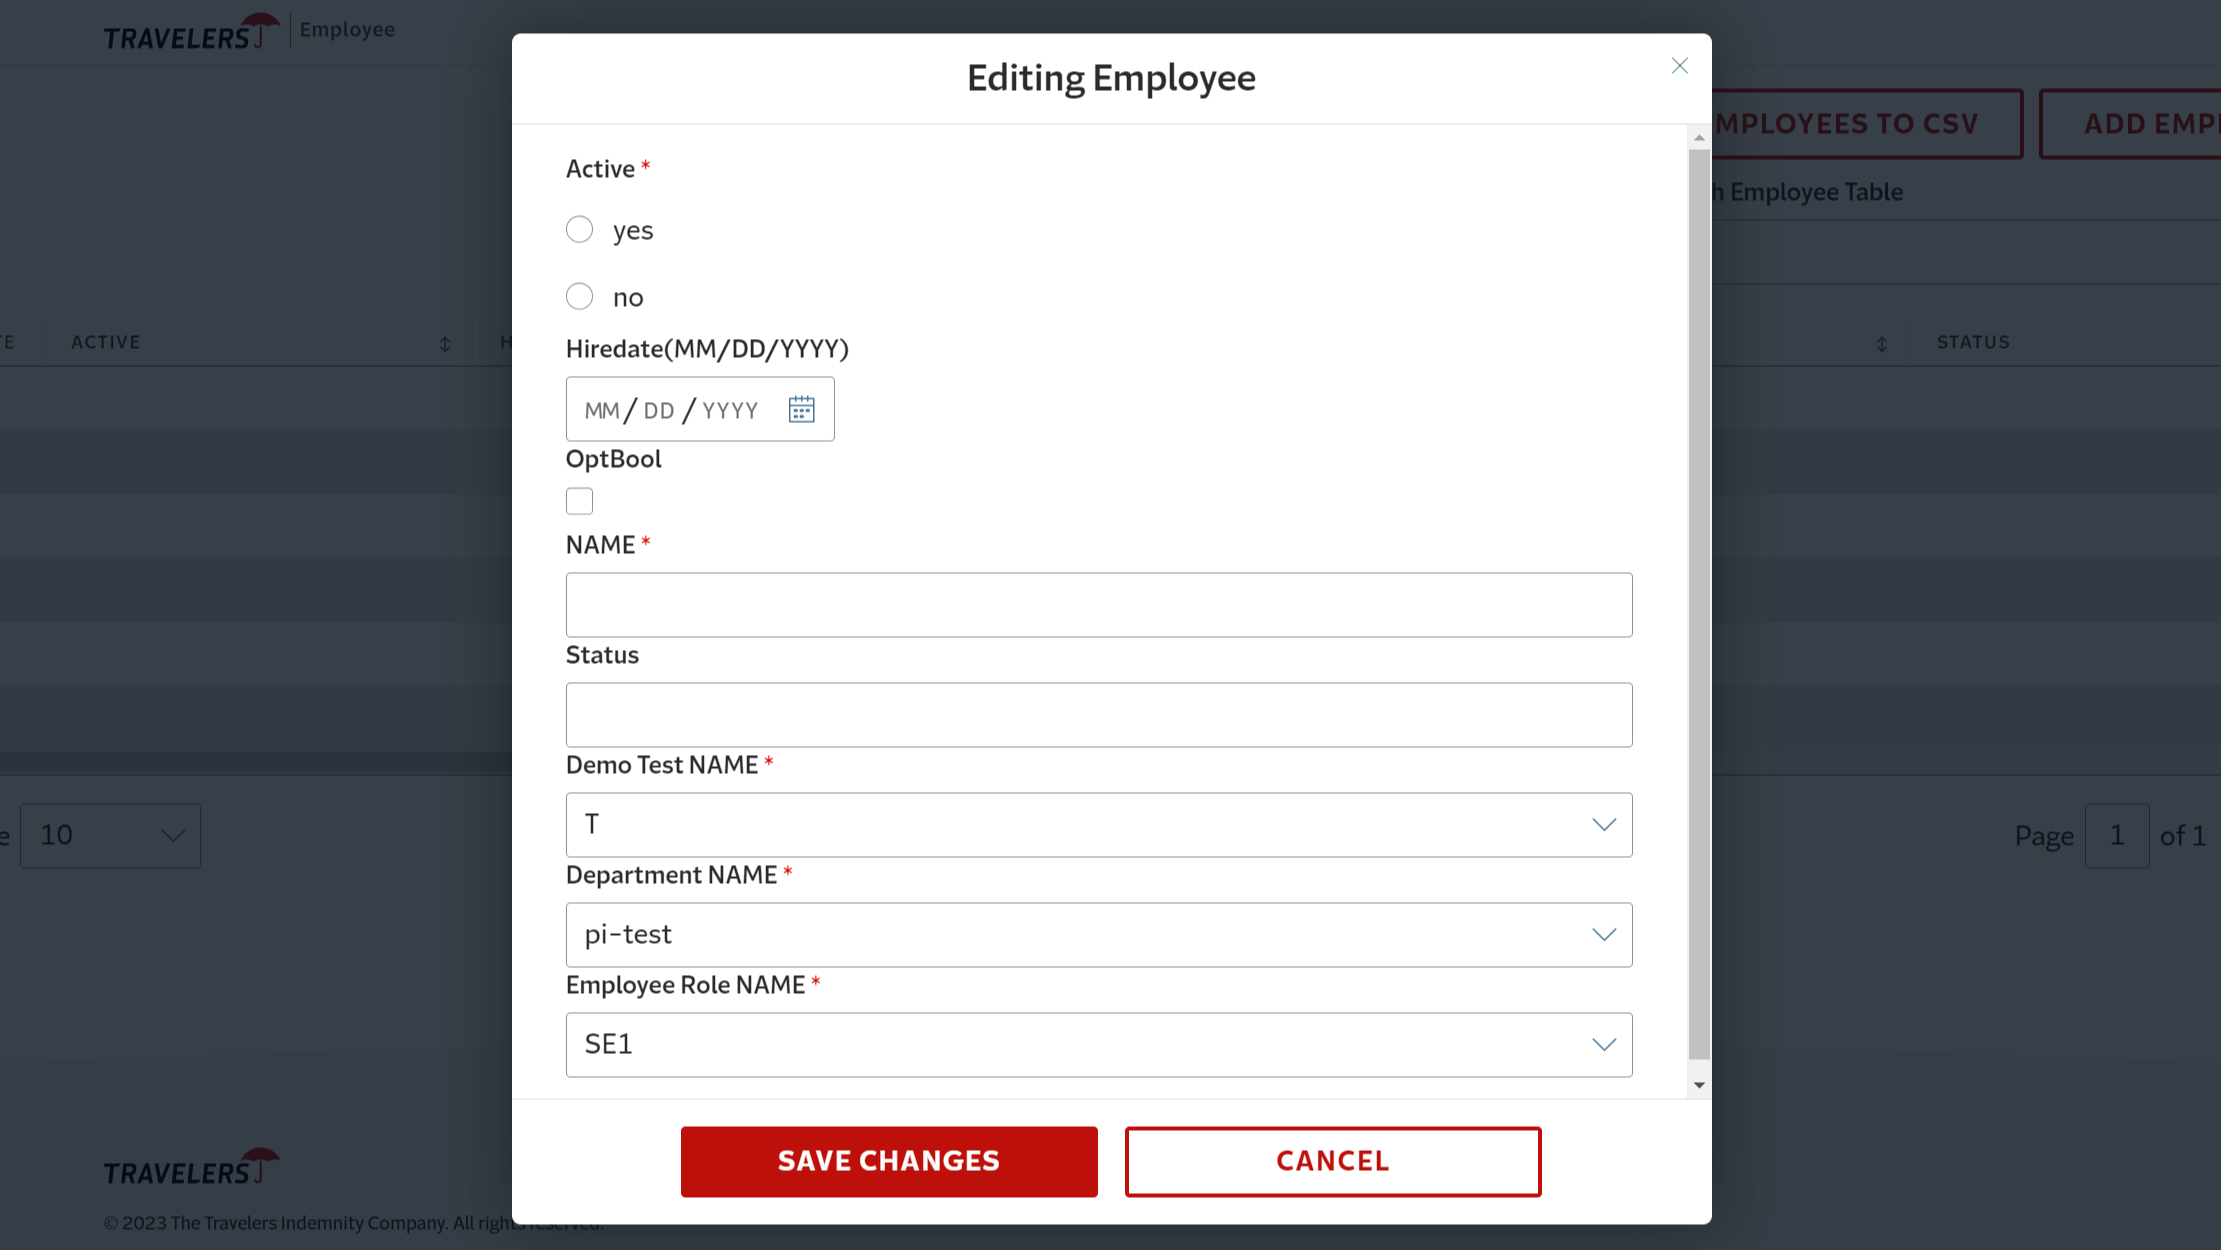 TRAVELERS
Employee
Editing Employee
MPLOYEES TO CSV
ADD EMP
Employee Table
Active *
yes
no
Hiredate(MM/DD/YYYY)
ACTIVE
STATUS
MM / DD / YYYY
OptBool
NAME *
Status
Demo Test NAME *
T
10
Page 1 of 1
Department NAME *
pi-test
Employee Role NAME *
SE1
SAVE CHANGES
CANCEL
TRAVELERS
© 2023 The Travelers Indemnity Company. All rights reserved.